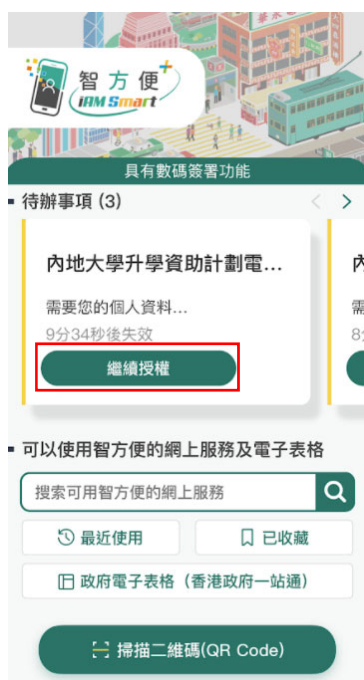 智方便+
iAM Smart
具有數碼簽署功能
待辦事項 (3)
內地大學升學資助計劃電...
需要您的個人資料...
9分34秒後失效
繼續授權
可以使用智方便的網上服務及電子表格
搜索可用智方便的網上服務
最近使用
已收藏
政府電子表格（香港政府一站通）
掃描二維碼(QR Code)